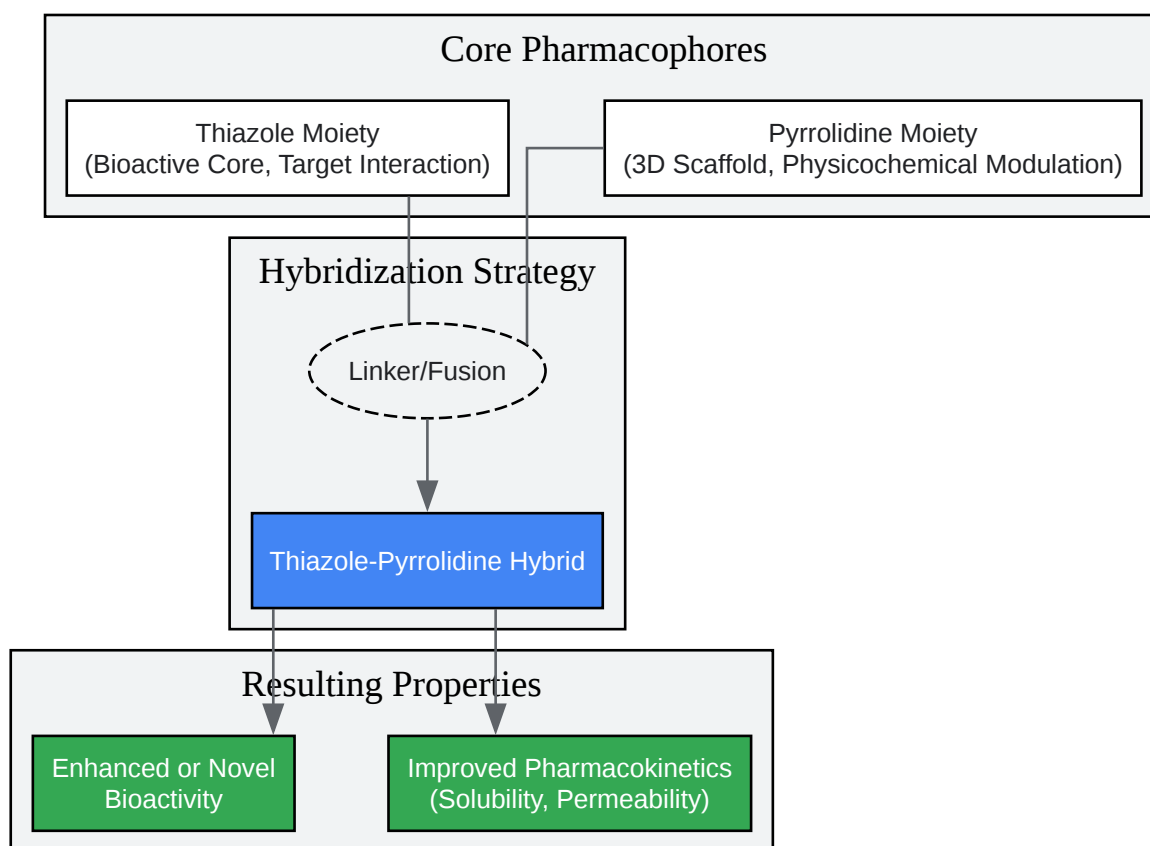 Core Pharmacophores
Thiazole Moiety
(Bioactive Core, Target Interaction)
Pyrrolidine Moiety
(3D Scaffold, Physicochemical Modulation)
Hybridization Strategy
Linker/Fusion
Thiazole-Pyrrolidine Hybrid
Resulting Properties
Enhanced or Novel
Bioactivity
Improved Pharmacokinetics
(Solubility, Permeability)